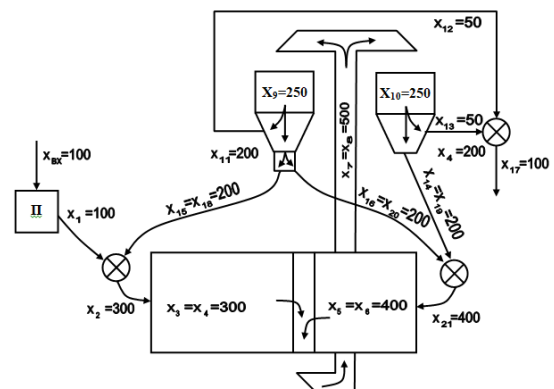 x₁₂=50
X₉=250
X₁₀=250
x₇=x₈=500
x₁₃=50
x₄=200
x₁₇=100
xвх=100
x₁₁=200
x₁₅=x₁₈=200
x₁₆=x₂₀=200
x₁₄=x₁₉=200
П
x₁=100
x₂=300
x₃=x₄=300
x₅=x₆=400
x₂₁=400